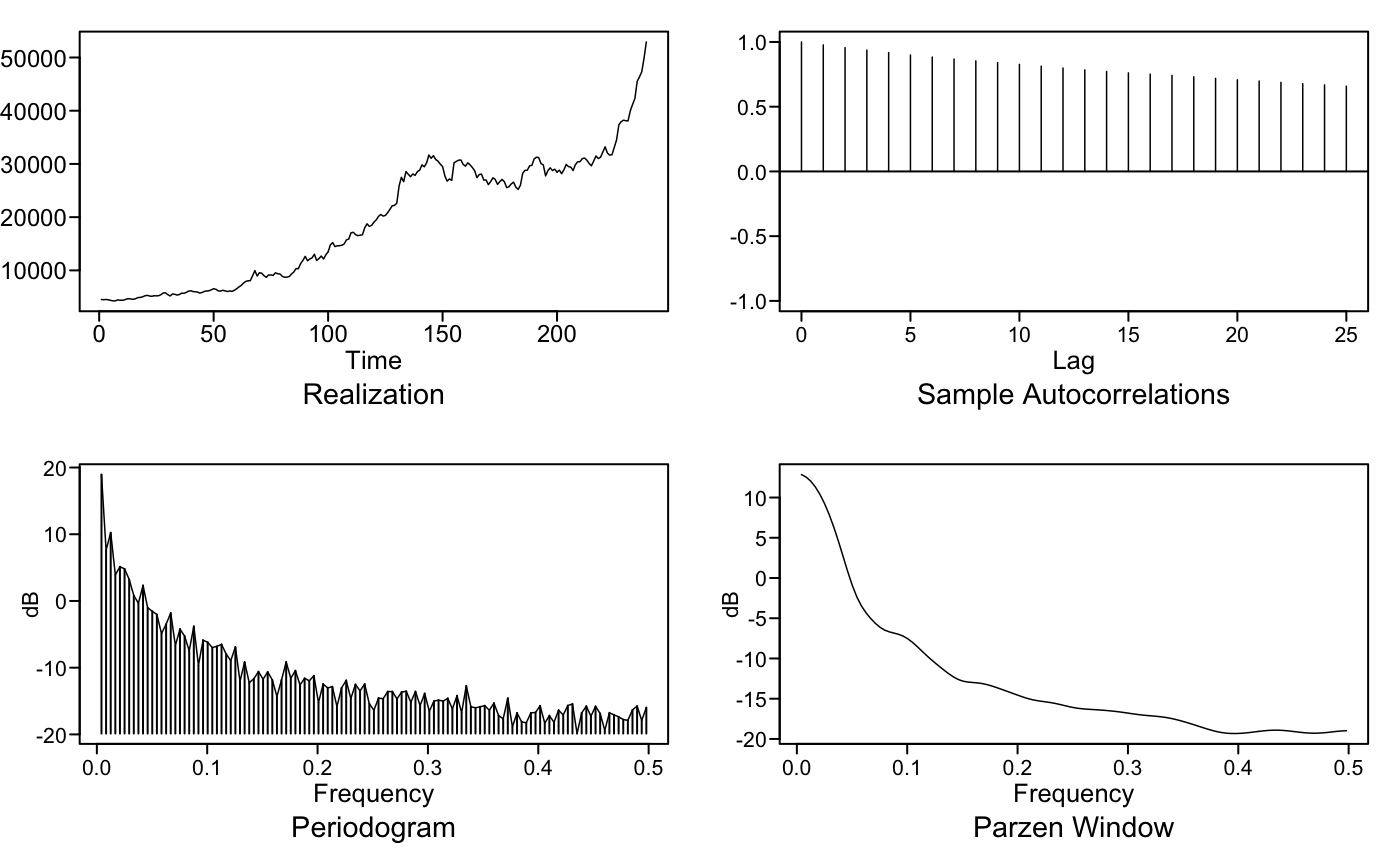 50000
40000
30000
20000
10000
0 50 100 150 200
Time
Realization
1.0
0.5
0.0
-0.5
-1.0
0 5 10 15 20 25
Lag
Sample Autocorrelations
20
10
0
-10
-20
dB
0.0 0.1 0.2 0.3 0.4 0.5
Frequency
Periodogram
10
5
0
-5
-10
-15
-20
dB
0.0 0.1 0.2 0.3 0.4 0.5
Frequency
Parzen Window